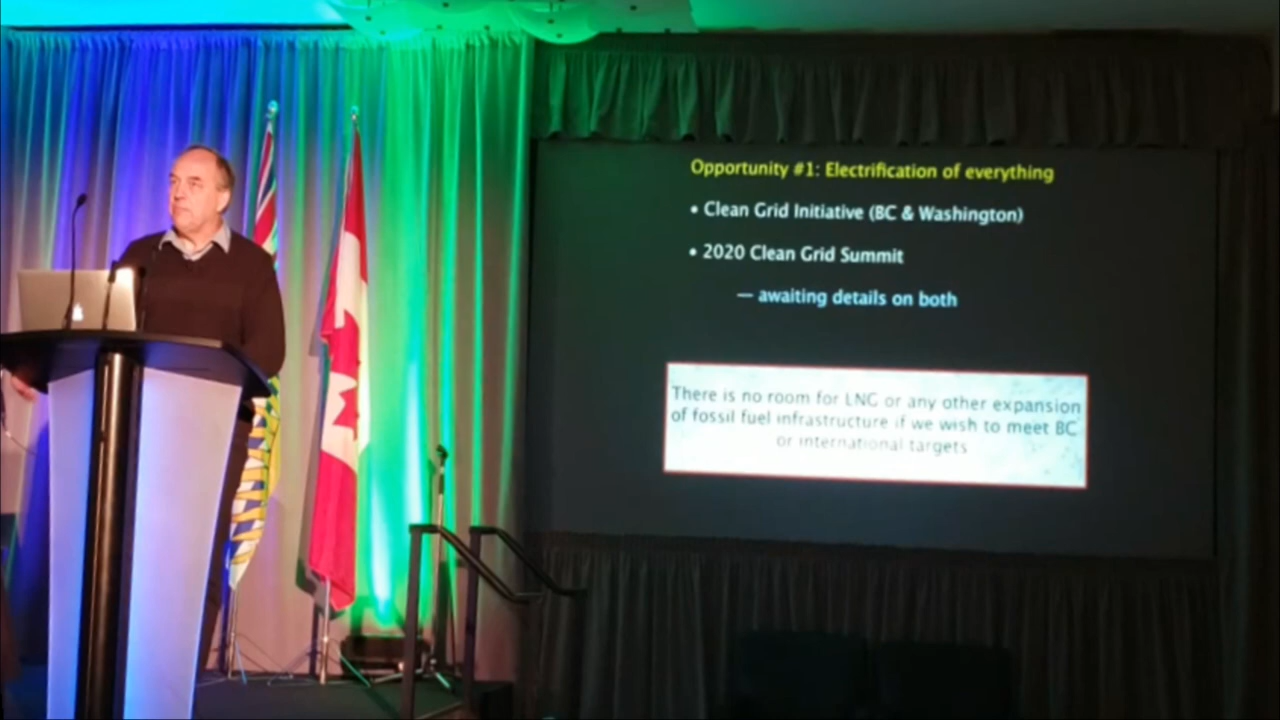 Opportunity #1: Electrification of everything
• Clean Grid Initiative (BC & Washington)
• 2020 Clean Grid Summit
— awaiting details on both
There is no room for LNG or any other expansion
of fossil fuel infrastructure if we wish to meet BC
or international targets